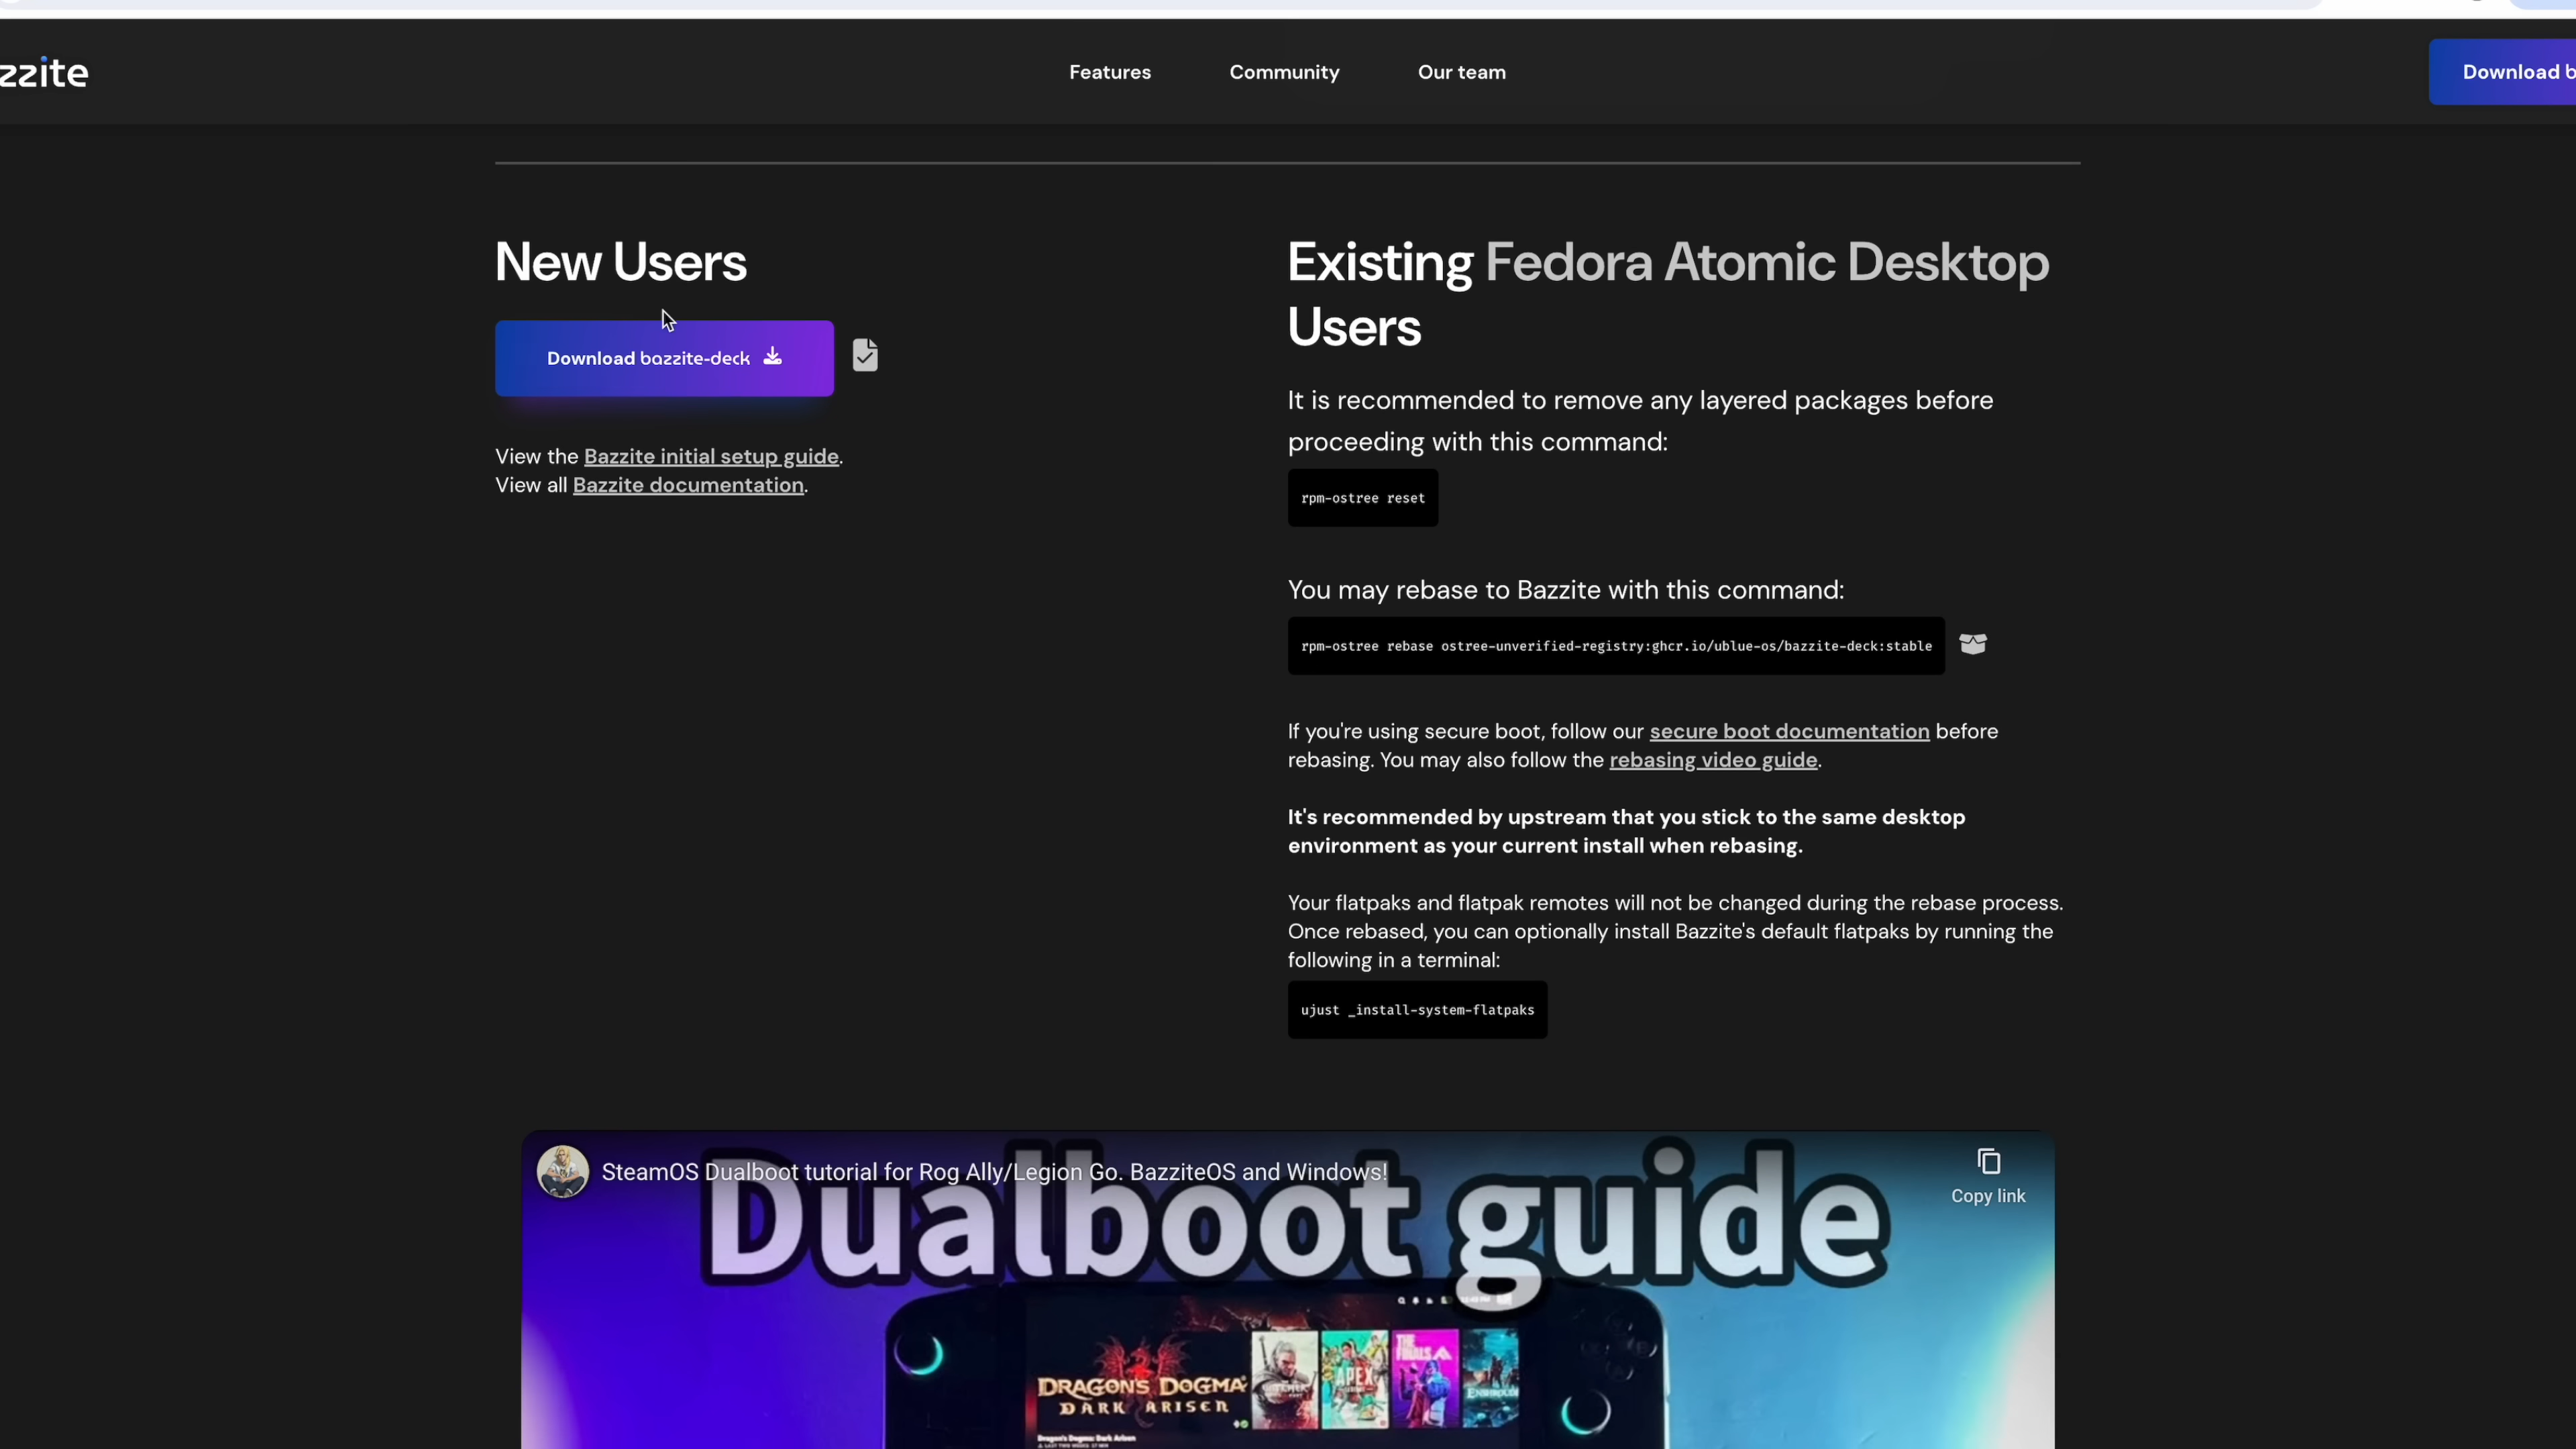 zzite
Features
Community
Our team
Download b
New Users
Download bazzite-deck
View the Bazzite initial setup guide.
View all Bazzite documentation.
Existing Fedora Atomic Desktop
Users
It is recommended to remove any layered packages before
proceeding with this command:
rpm-ostree reset
You may rebase to Bazzite with this command:
rpm-ostree rebase ostree-unverified-registry:ghcr.io/ublue-os/bazzite-deck:stable
If you're using secure boot, follow our secure boot documentation before
rebasing. You may also follow the rebasing video guide.
It's recommended by upstream that you stick to the same desktop
environment as your current install when rebasing.
Your flatpaks and flatpak remotes will not be changed during the rebase process.
Once rebased, you can optionally install Bazzite's default flatpaks by running the
following in a terminal:
ujust _install-system-flatpaks
SteamOS Dualboot tutorial for Rog Ally/Legion Go. BazziteOS and Windows!
Copy link
Dualboot guide
DRAGON'S DOGMA
DARK ARISEN
APEX
THE FINALS
Dragon's Dogma: Dark Arisen